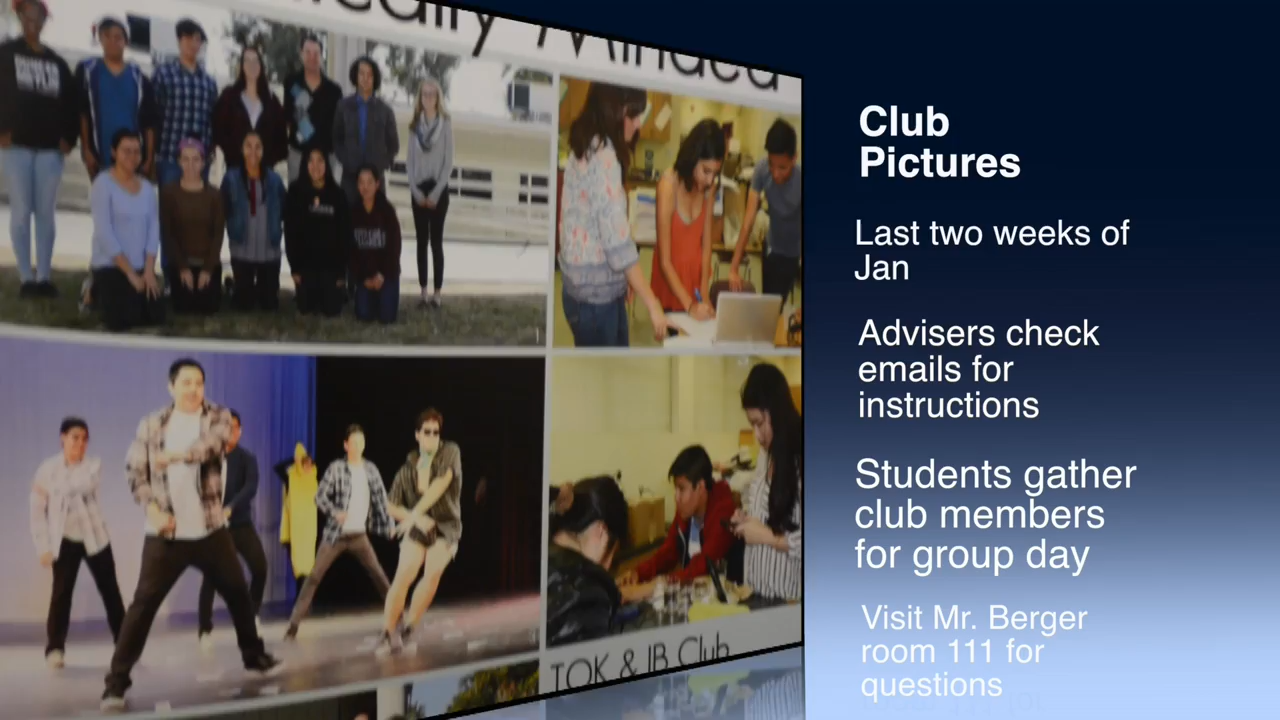 Minded
TOK & IB Club
Club
Pictures
Last two weeks of
Jan
Advisers check
emails for
instructions
Students gather
club members
for group day
Visit Mr. Berger
room 111 for
questions